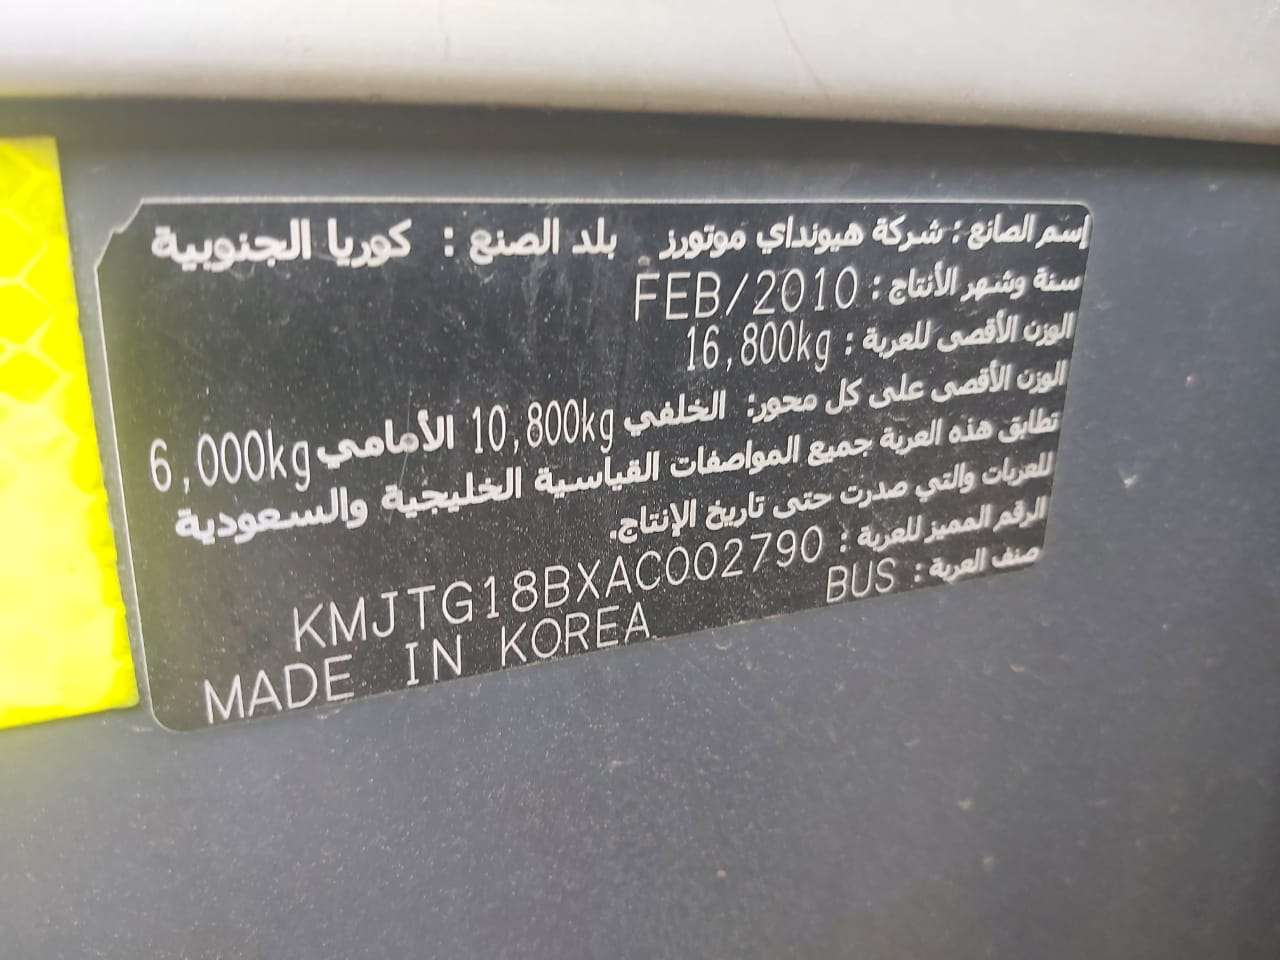 إسم الصانع : شركة هيونداي موتورز بلد الصنع : كوريا الجنوبية
سنة وشهر الأنتاج : FEB/2010
الوزن الأقصى للعربة : 16,800kg
الوزن الأقصى على كل محور: الخلفي 10,800kg الأمامي 6,000kg
تطابق هذه العربة جميع المواصفات القياسية الخليجية والسعودية
للعربات والتي صدرت حتى تاريخ الإنتاج.
الرقم المميز للعربة : KMJTG18BXAC002790
صنف العربة : BUS
MADE IN KOREA